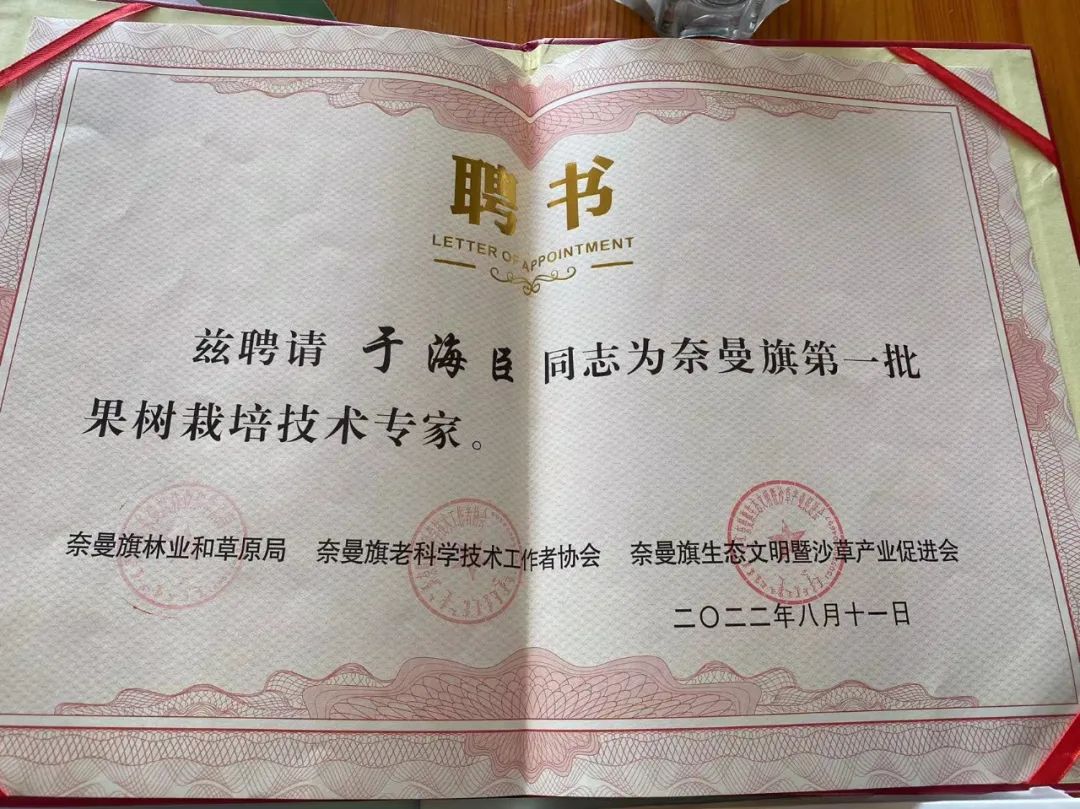 聘书
LETTER OF APPOINTMENT
兹聘请 于海臣 同志为奈曼旗第一批
果树栽培技术专家。
奈曼旗林业和草原局 奈曼旗老科学技术工作者协会 奈曼旗生态文明暨沙草产业促进会
二〇二二年八月十一日